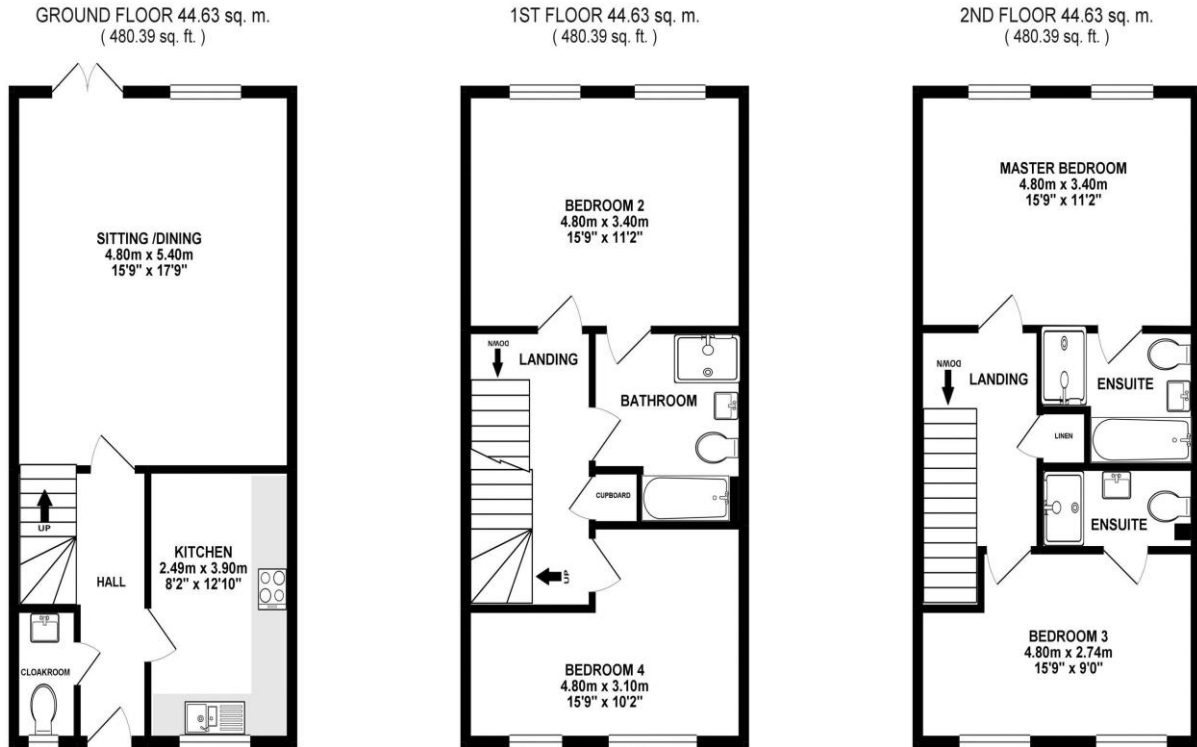 GROUND FLOOR 44.63 sq. m.
( 480.39 sq. ft. )
SITTING /DINING
4.80m x 5.40m
15'9" x 17'9"
UP
HALL
KITCHEN
2.49m x 3.90m
8'2" x 12'10"
CLOAKROOM
1ST FLOOR 44.63 sq. m.
( 480.39 sq. ft. )
BEDROOM 2
4.80m x 3.40m
15'9" x 11'2"
DOWN
LANDING
BATHROOM
CUPBOARD
UP
BEDROOM 4
4.80m x 3.10m
15'9" x 10'2"
2ND FLOOR 44.63 sq. m.
( 480.39 sq. ft. )
MASTER BEDROOM
4.80m x 3.40m
15'9" x 11'2"
DOWN
LANDING
ENSUITE
LINEN
ENSUITE
BEDROOM 3
4.80m x 2.74m
15'9" x 9'0"